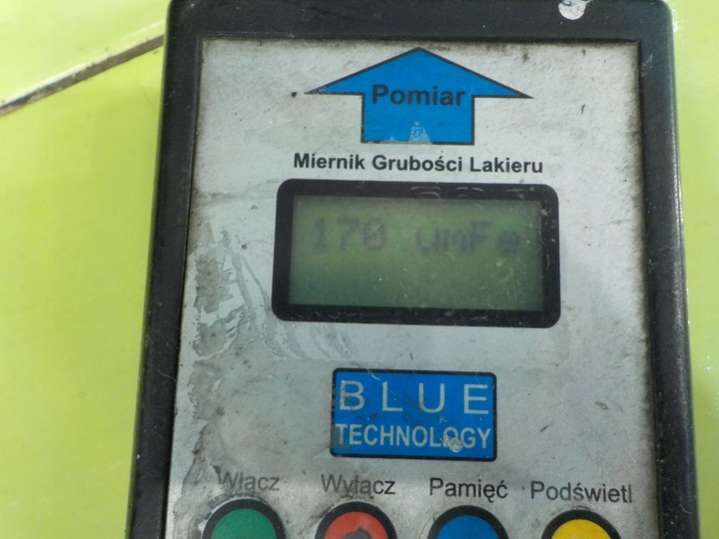 Pomiar
Miernik Grubości Lakieru
170 umFe
BLUE
TECHNOLOGY
Włącz Wyłącz Pamięć Podświetl